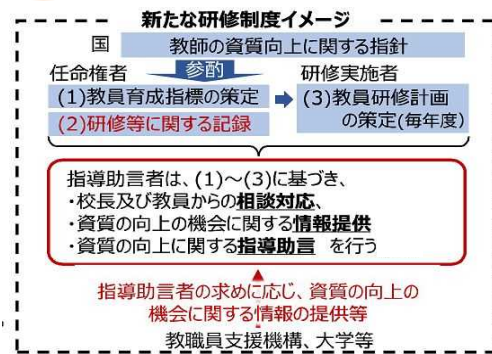 新たな研修制度イメージ
国 教師の資質向上に関する指針
任命権者 参酌 研修実施者
(1)教員育成指標の策定
(2)研修等に関する記録
(3)教員研修計画
の策定(毎年度)
指導助言者は、(1)～(3)に基づき、
・校長及び教員からの相談対応、
・資質の向上の機会に関する情報提供
・資質の向上に関する指導助言 を行う
指導助言者の求めに応じ、資質の向上の
機会に関する情報の提供等
教職員支援機構、大学等